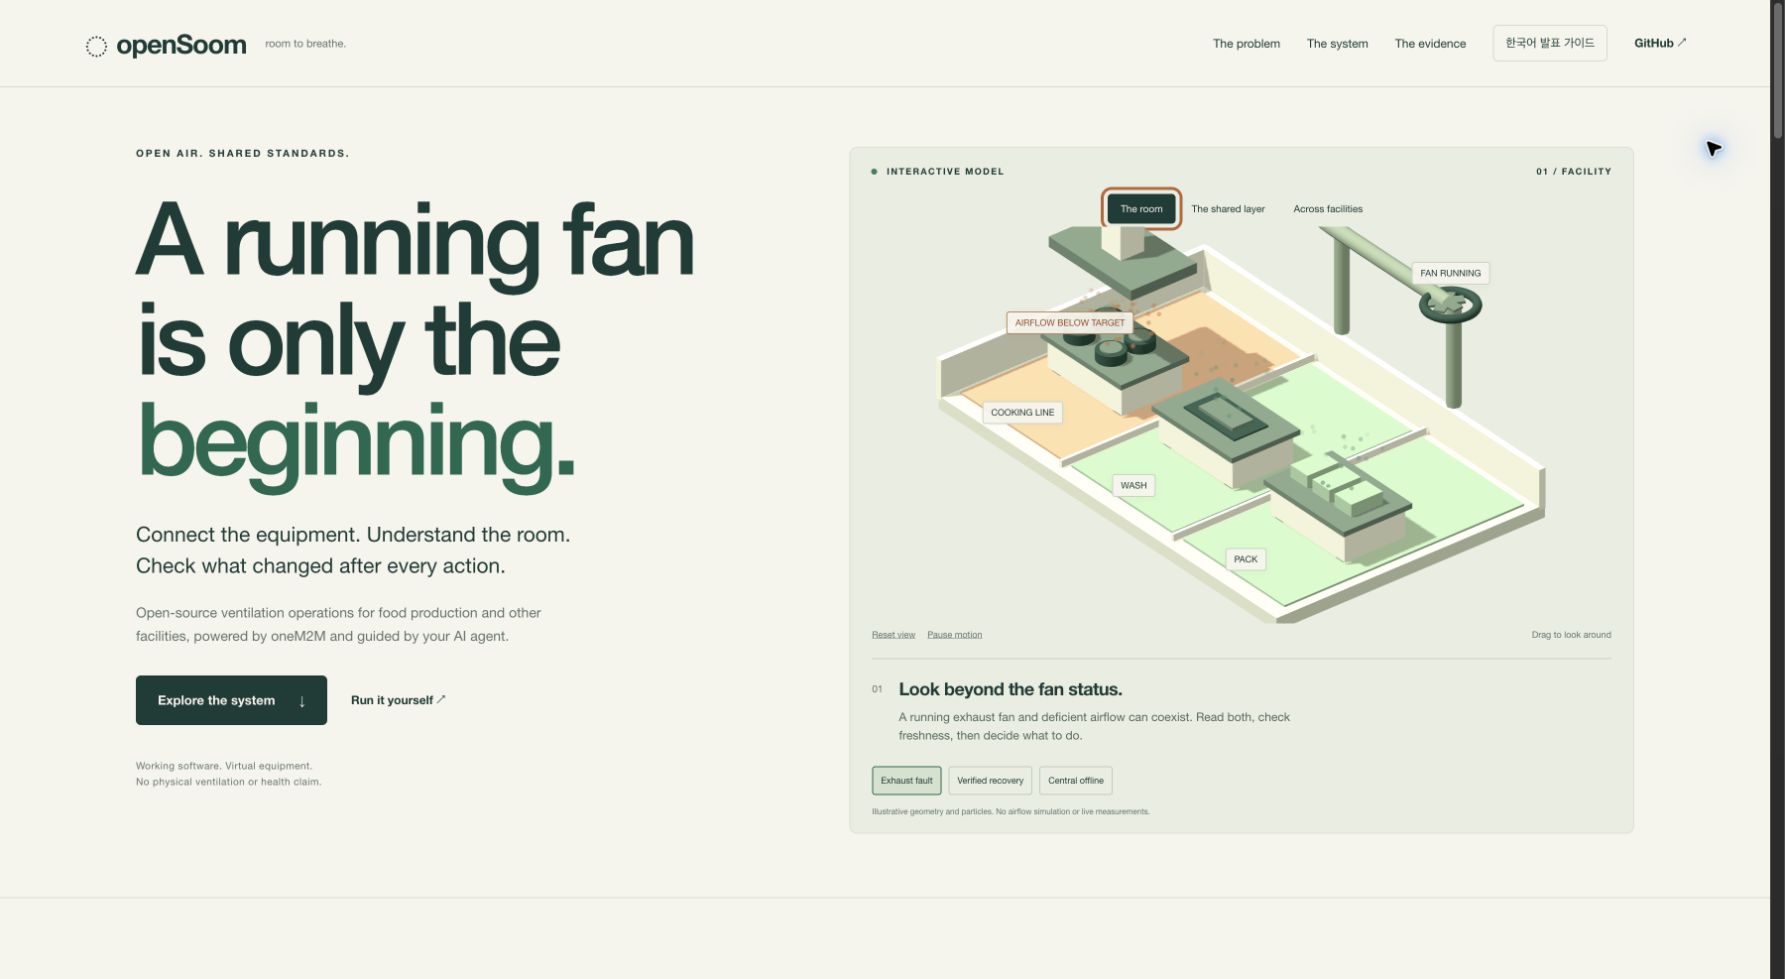 openSoom
room to breathe.
The problem
The system
The evidence
한국어 발표 가이드
GitHub ↗
OPEN AIR. SHARED STANDARDS.
A running fan
is only the
beginning.
Connect the equipment. Understand the room.
Check what changed after every action.
Open-source ventilation operations for food production and other
facilities, powered by oneM2M and guided by your AI agent.
Explore the system ↓
Run it yourself ↗
Working software. Virtual equipment.
No physical ventilation or health claim.
INTERACTIVE MODEL
01 / FACILITY
The room
The shared layer
Across facilities
FAN RUNNING
AIRFLOW BELOW TARGET
COOKING LINE
WASH
PACK
Reset view
Pause motion
Drag to look around
01
Look beyond the fan status.
A running exhaust fan and deficient airflow can coexist. Read both, check
freshness, then decide what to do.
Exhaust fault
Verified recovery
Central offline
Illustrative geometry and particles. No airflow simulation or live measurements.